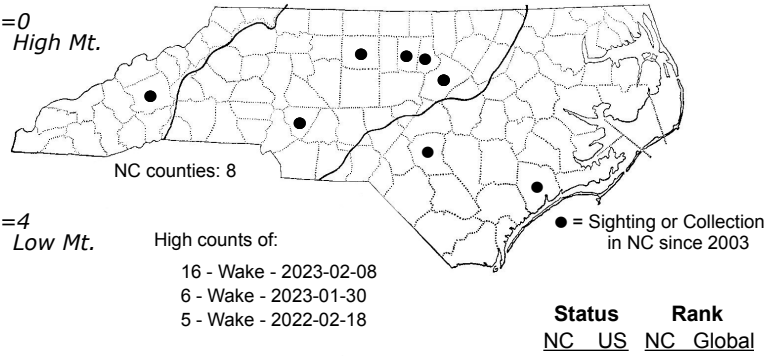 =0
High Mt.
NC counties: 8
=4
Low Mt.
High counts of:
16 - Wake - 2023-02-08
6 - Wake - 2023-01-30
5 - Wake - 2022-02-18
● = Sighting or Collection
in NC since 2003
Status Rank
NC US NC Global